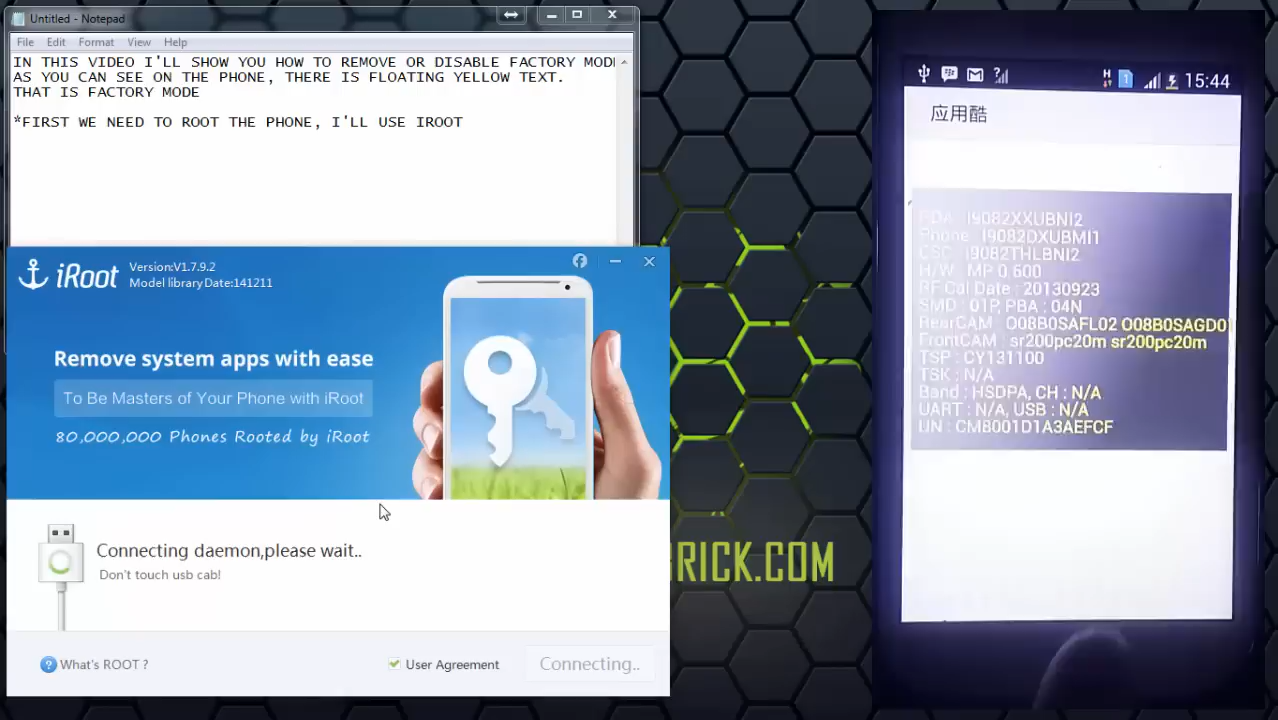 Untitled - Notepad
File Edit Format View Help
IN THIS VIDEO I'LL SHOW YOU HOW TO REMOVE OR DISABLE FACTORY MODE
AS YOU CAN SEE ON THE PHONE, THERE IS FLOATING YELLOW TEXT.
THAT IS FACTORY MODE
*FIRST WE NEED TO ROOT THE PHONE, I'LL USE IROOT
iRoot
Version:V1.7.9.2
Model libraryDate:141211
Remove system apps with ease
To Be Masters of Your Phone with iRoot
80,000,000 Phones Rooted by iRoot
Connecting daemon,please wait..
Don't touch usb cab!
? What's ROOT ?
User Agreement
Connecting..
RICK.COM
H 1 15:44
应用酷
PDA : I9082XXUBNI2
Phone : I9082DXUBMI1
CSC : I9082THLBNI2
H/W : MP 0.600
RF Cal Date : 20130923
SMD : 01P, PBA : 04N
RearCAM : O08B0SAFL02 O08B0SAGD01
FrontCAM : sr200pc20m sr200pc20m
TSP : CY131100
TSK : N/A
Band : HSDPA, CH : N/A
UART : N/A, USB : N/A
UN : CM8001D1A3AEFCF